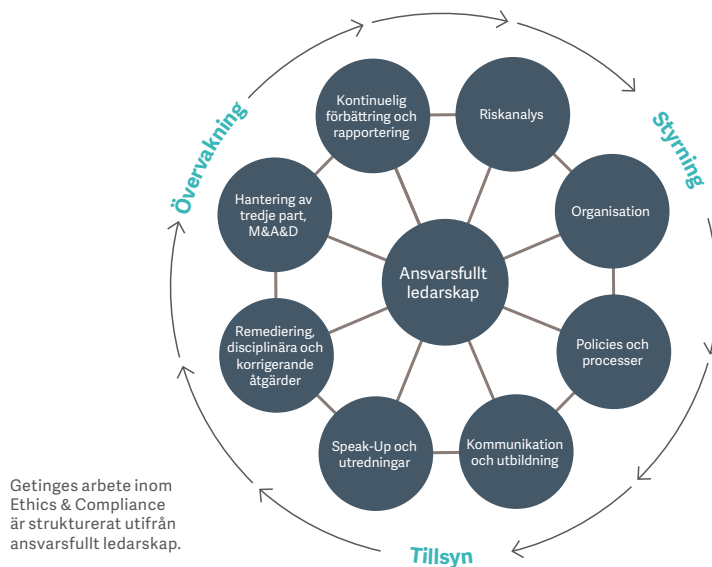 Övervakning
Styrning
Tillsyn
Kontinuelig
förbättring och
rapportering
Riskanalys
Organisation
Policies och
processer
Kommunikation
och utbildning
Speak-Up och
utredningar
Remediering,
disciplinära och
korrigerande
åtgärder
Hantering av
tredje part,
M&A&D
Ansvarsfullt
ledarskap
Getinges arbete inom
Ethics & Compliance
är strukturerat utifrån
ansvarsfullt ledarskap.